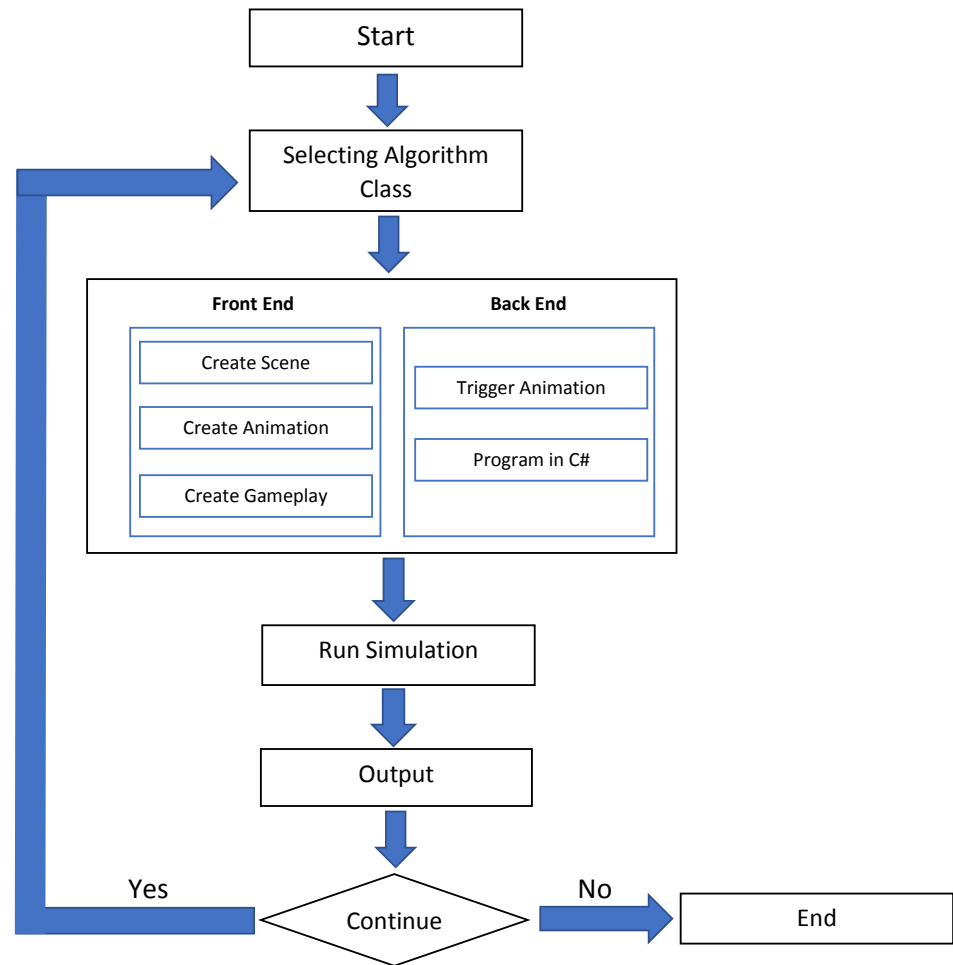 Start
Selecting Algorithm
Class
Front End
Create Scene
Create Animation
Create Gameplay
Back End
Trigger Animation
Program in C#
Run Simulation
Output
Continue
Yes
No
End